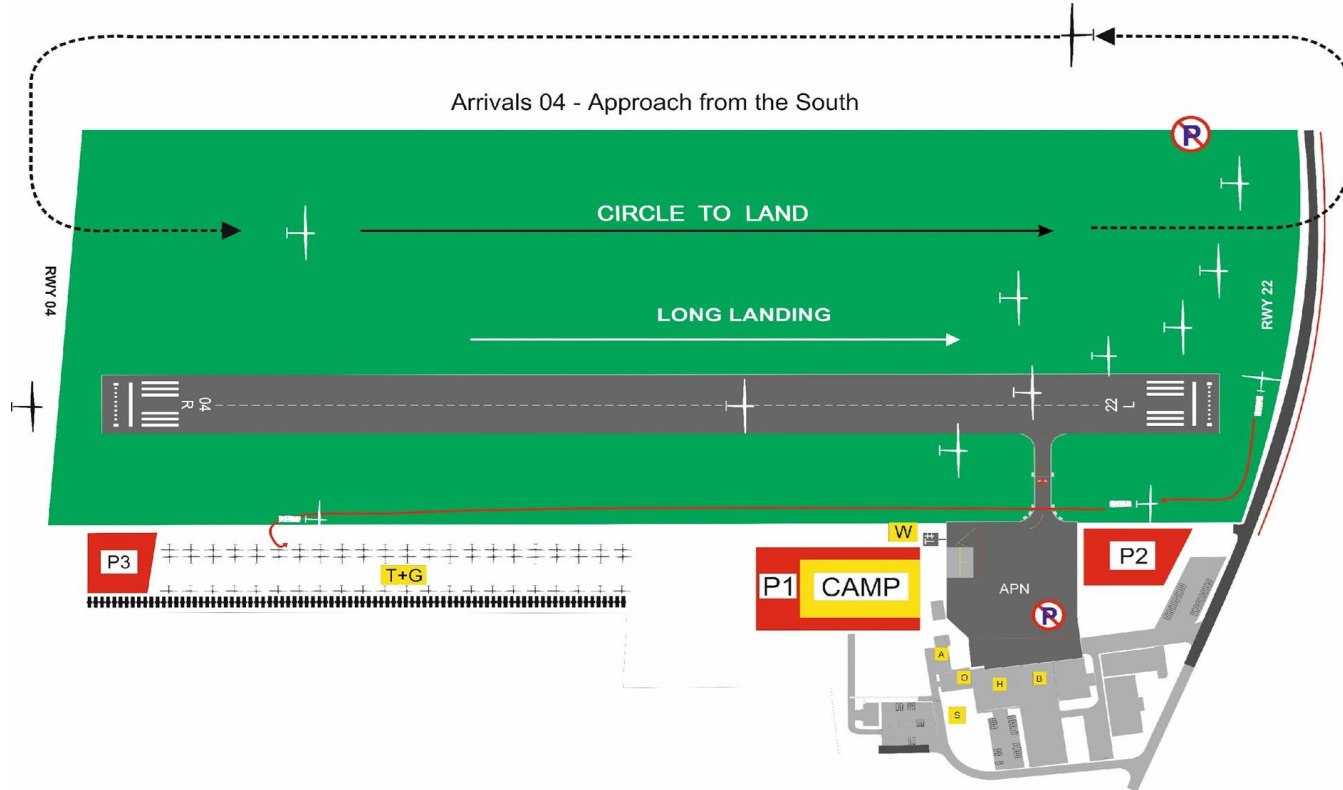 Arrivals 04 - Approach from the South
P
CIRCLE TO LAND
RWY 04
RWY 22
LONG LANDING
04
R
22
L
W
P3
T+G
P1
CAMP
P2
APN
P
A
O
H
B
S